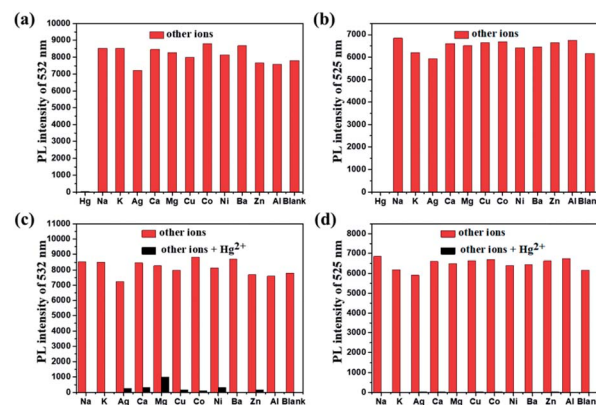 (a)
other ions
PL intensity of 532 nm
10000
9000
8000
7000
6000
5000
4000
3000
2000
1000
0
Hg Na K Ag Ca Mg Cu Co Ni Ba Zn Al Blank
(b)
other ions
PL intensity of 525 nm
7000
6000
5000
4000
3000
2000
1000
0
Hg Na K Ag Ca Mg Cu Co Ni Ba Zn Al Blank
(c)
other ions
other ions + Hg2+
PL intensity of 532 nm
11000
10000
9000
8000
7000
6000
5000
4000
3000
2000
1000
0
Na K Ag Ca Mg Cu Co Ni Ba Zn Al Blank
(d)
other ions
other ions + Hg2+
PL intensity of 525 nm
8000
7000
6000
5000
4000
3000
2000
1000
0
Na K Ag Ca Mg Cu Co Ni Ba Zn Al Blank